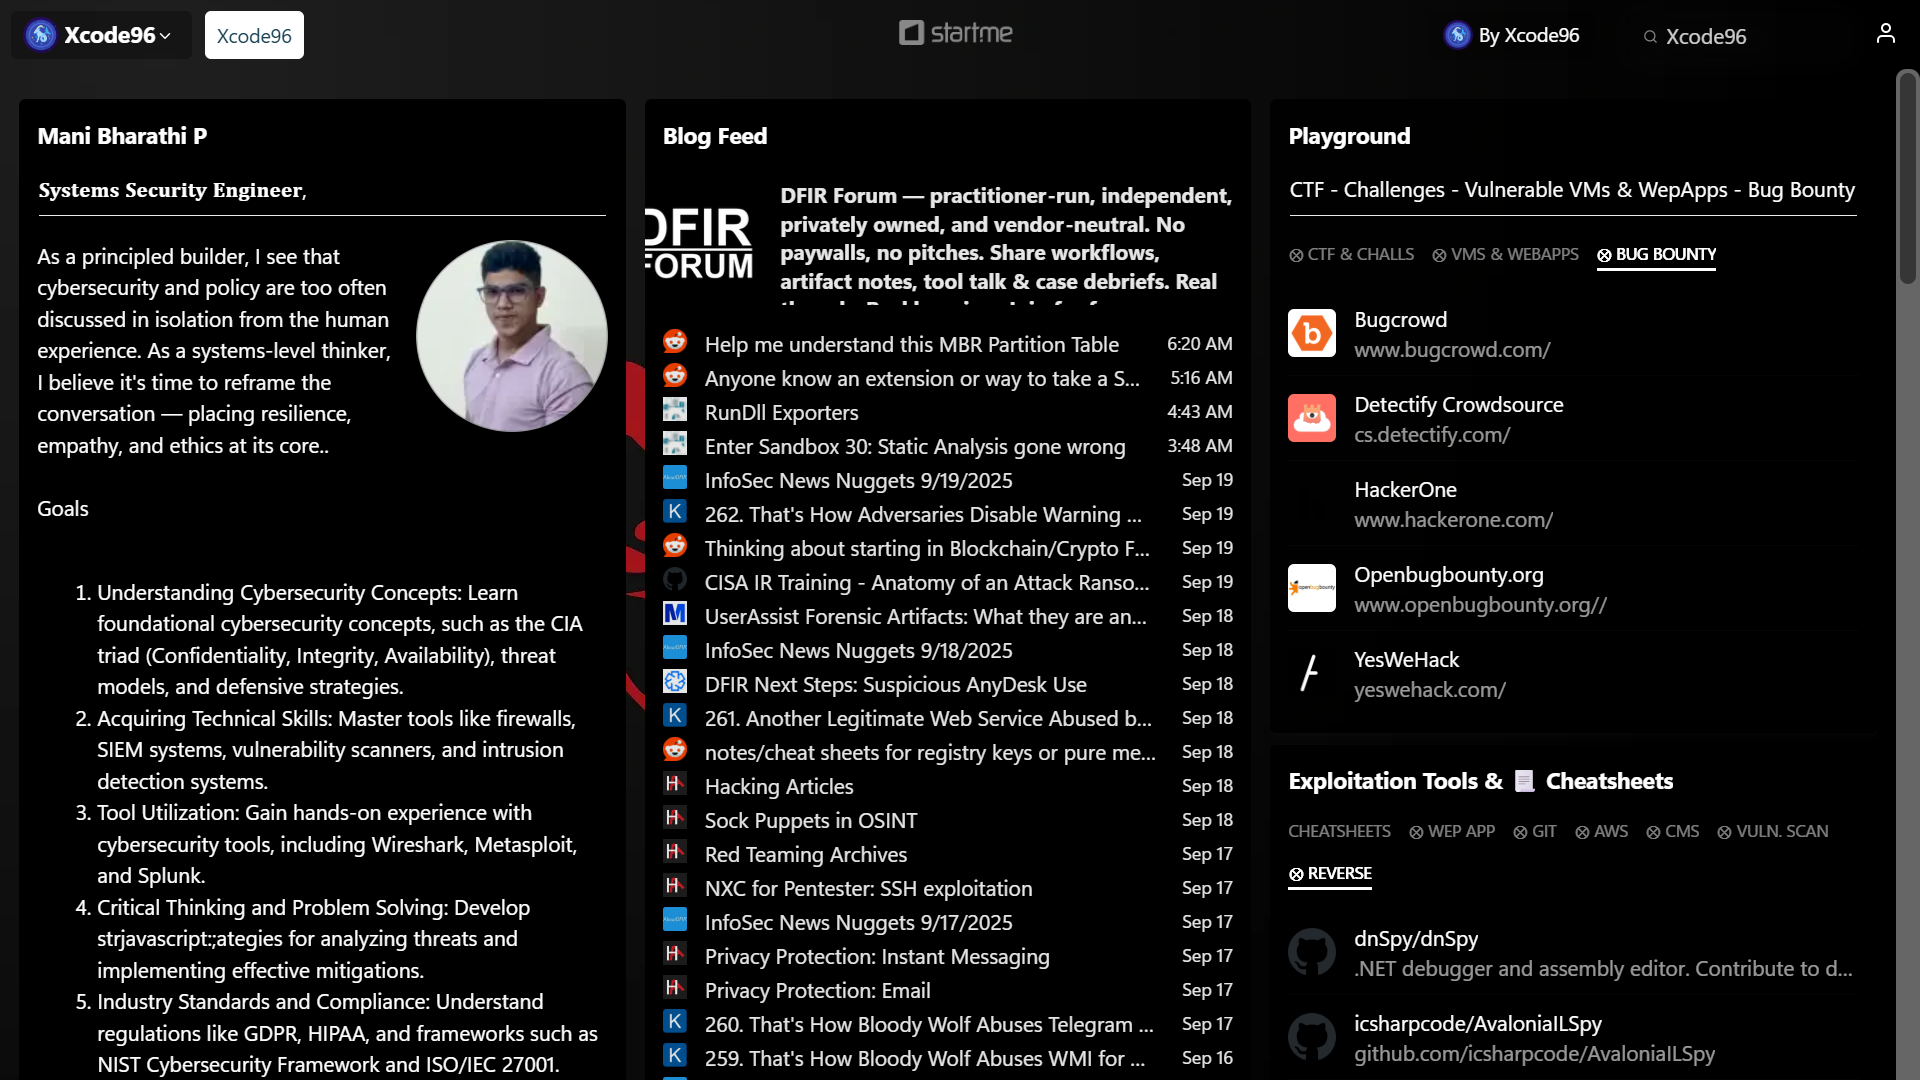 Xcode96
Xcode96
start.me
By Xcode96
Xcode96
Mani Bharathi P
Systems Security Engineer,
As a principled builder, I see that
cybersecurity and policy are too often
discussed in isolation from the human
experience. As a systems-level thinker,
I believe it's time to reframe the
conversation — placing resilience,
empathy, and ethics at its core..
Goals
1. Understanding Cybersecurity Concepts: Learn
foundational cybersecurity concepts, such as the CIA
triad (Confidentiality, Integrity, Availability), threat
models, and defensive strategies.
2. Acquiring Technical Skills: Master tools like firewalls,
SIEM systems, vulnerability scanners, and intrusion
detection systems.
3. Tool Utilization: Gain hands-on experience with
cybersecurity tools, including Wireshark, Metasploit,
and Splunk.
4. Critical Thinking and Problem Solving: Develop
strjavascript:;ategies for analyzing threats and
implementing effective mitigations.
5. Industry Standards and Compliance: Understand
regulations like GDPR, HIPAA, and frameworks such as
NIST Cybersecurity Framework and ISO/IEC 27001.
Blog Feed
DFIR
FORUM
DFIR Forum — practitioner-run, independent,
privately owned, and vendor-neutral. No
paywalls, no pitches. Share workflows,
artifact notes, tool talk & case debriefs. Real
Help me understand this MBR Partition Table 6:20 AM
Anyone know an extension or way to take a S... 5:16 AM
RunDll Exporters 4:43 AM
Enter Sandbox 30: Static Analysis gone wrong 3:48 AM
InfoSec News Nuggets 9/19/2025 Sep 19
262. That's How Adversaries Disable Warning ... Sep 19
Thinking about starting in Blockchain/Crypto F... Sep 19
CISA IR Training - Anatomy of an Attack Ranso... Sep 19
UserAssist Forensic Artifacts: What they are an... Sep 18
InfoSec News Nuggets 9/18/2025 Sep 18
DFIR Next Steps: Suspicious AnyDesk Use Sep 18
261. Another Legitimate Web Service Abused b... Sep 18
notes/cheat sheets for registry keys or pure me... Sep 18
Hacking Articles Sep 18
Sock Puppets in OSINT Sep 18
Red Teaming Archives Sep 17
NXC for Pentester: SSH exploitation Sep 17
InfoSec News Nuggets 9/17/2025 Sep 17
Privacy Protection: Instant Messaging Sep 17
Privacy Protection: Email Sep 17
260. That's How Bloody Wolf Abuses Telegram ... Sep 17
259. That's How Bloody Wolf Abuses WMI for ... Sep 16
Playground
CTF - Challenges - Vulnerable VMs & WepApps - Bug Bounty
CTF & CHALLS VMS & WEBAPPS BUG BOUNTY
Bugcrowd
www.bugcrowd.com/
Detectify Crowdsource
cs.detectify.com/
HackerOne
www.hackerone.com/
Openbugbounty.org
www.openbugbounty.org//
YesWeHack
yeswehack.com/
Exploitation Tools & Cheatsheets
CHEATSHEETS WEP APP GIT AWS CMS VULN. SCAN
REVERSE
dnSpy/dnSpy
.NET debugger and assembly editor. Contribute to d...
icsharpcode/AvaloniaILSpy
github.com/icsharpcode/AvaloniaILSpy